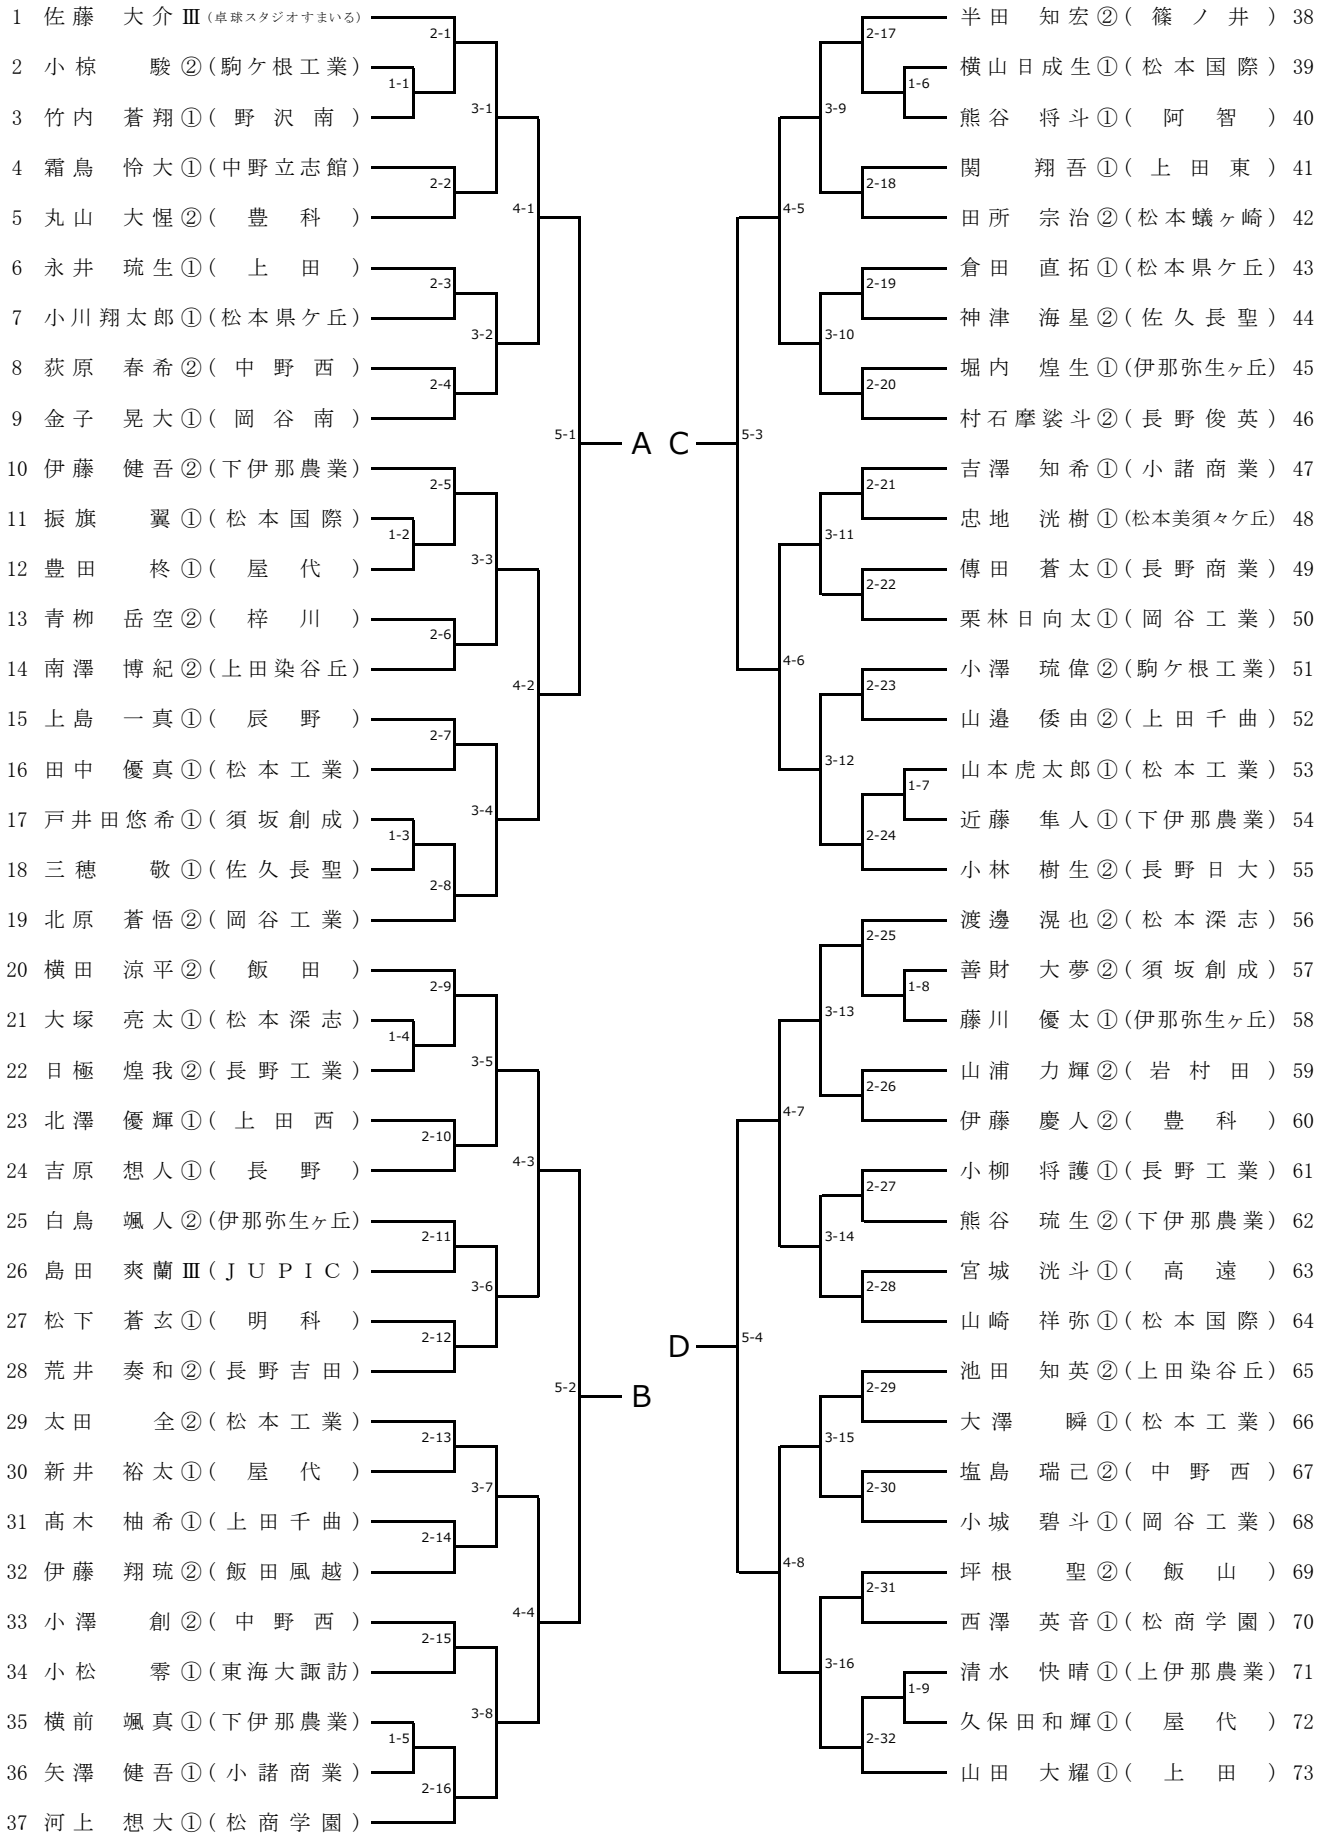 1 佐藤 大介Ⅲ(卓球スタジオすまいる)
2-1
2 小椋 駿②(駒ケ根工業)
1-1
3 竹内 蒼翔①(野沢南)
3-1
4 霜鳥 怜大①(中野立志館)
2-2
5 丸山 大惺②(豊科)
4-1
6 永井 琉生①(上田)
2-3
7 小川翔太郎①(松本県ケ丘)
3-2
8 荻原 春希②(中野西)
2-4
9 金子 晃大①(岡谷南)
5-1
A
10 伊藤 健吾②(下伊那農業)
2-5
11 振旗 翼①(松本国際)
1-2
12 豊田 柊①(屋代)
3-3
13 青栁 岳空②(梓川)
2-6
14 南澤 博紀②(上田染谷丘)
4-2
15 上島 一真①(辰野)
2-7
16 田中 優真①(松本工業)
3-4
17 戸井田悠希①(須坂創成)
1-3
18 三穂 敬①(佐久長聖)
2-8
19 北原 蒼悟②(岡谷工業)
20 横田 涼平②(飯田)
2-9
21 大塚 亮太①(松本深志)
1-4
22 日極 煌我②(長野工業)
3-5
23 北澤 優輝①(上田西)
2-10
24 吉原 想人①(長野)
4-3
25 白鳥 颯人②(伊那弥生ヶ丘)
2-11
26 島田 爽蘭Ⅲ(JUPIC)
3-6
27 松下 蒼玄①(明科)
2-12
28 荒井 奏和②(長野吉田)
5-2
B
29 太田 全②(松本工業)
2-13
30 新井 裕太①(屋代)
3-7
31 髙木 柚希①(上田千曲)
2-14
32 伊藤 翔琉②(飯田風越)
4-4
33 小澤 創②(中野西)
2-15
34 小松 零①(東海大諏訪)
3-8
35 横前 颯真①(下伊那農業)
1-5
36 矢澤 健吾①(小諸商業)
2-16
37 河上 想大①(松商学園)
半田 知宏②(篠ノ井) 38
2-17
横山日成生①(松本国際) 39
1-6
熊谷 将斗①(阿智) 40
3-9
関 翔吾①(上田東) 41
2-18
田所 宗治②(松本蟻ヶ崎) 42
4-5
倉田 直拓①(松本県ケ丘) 43
2-19
神津 海星②(佐久長聖) 44
3-10
堀内 煌生①(伊那弥生ヶ丘) 45
2-20
村石摩裟斗②(長野俊英) 46
C
5-3
吉澤 知希①(小諸商業) 47
2-21
忠地 洸樹①(松本美須々ケ丘) 48
3-11
傳田 蒼太①(長野商業) 49
2-22
栗林日向太①(岡谷工業) 50
4-6
小澤 琉偉②(駒ケ根工業) 51
2-23
山邉 倭由②(上田千曲) 52
3-12
山本虎太郎①(松本工業) 53
1-7
近藤 隼人①(下伊那農業) 54
2-24
小林 樹生②(長野日大) 55
渡邊 滉也②(松本深志) 56
2-25
善財 大夢②(須坂創成) 57
1-8
藤川 優太①(伊那弥生ヶ丘) 58
3-13
山浦 力輝②(岩村田) 59
2-26
伊藤 慶人②(豊科) 60
4-7
小柳 将護①(長野工業) 61
2-27
熊谷 琉生②(下伊那農業) 62
3-14
宮城 洸斗①(高遠) 63
2-28
山崎 祥弥①(松本国際) 64
D
5-4
池田 知英②(上田染谷丘) 65
2-29
大澤 瞬①(松本工業) 66
3-15
塩島 瑞己②(中野西) 67
2-30
小城 碧斗①(岡谷工業) 68
4-8
坪根 聖②(飯山) 69
2-31
西澤 英音①(松商学園) 70
3-16
清水 快晴①(上伊那農業) 71
1-9
久保田和輝①(屋代) 72
2-32
山田 大耀①(上田) 73